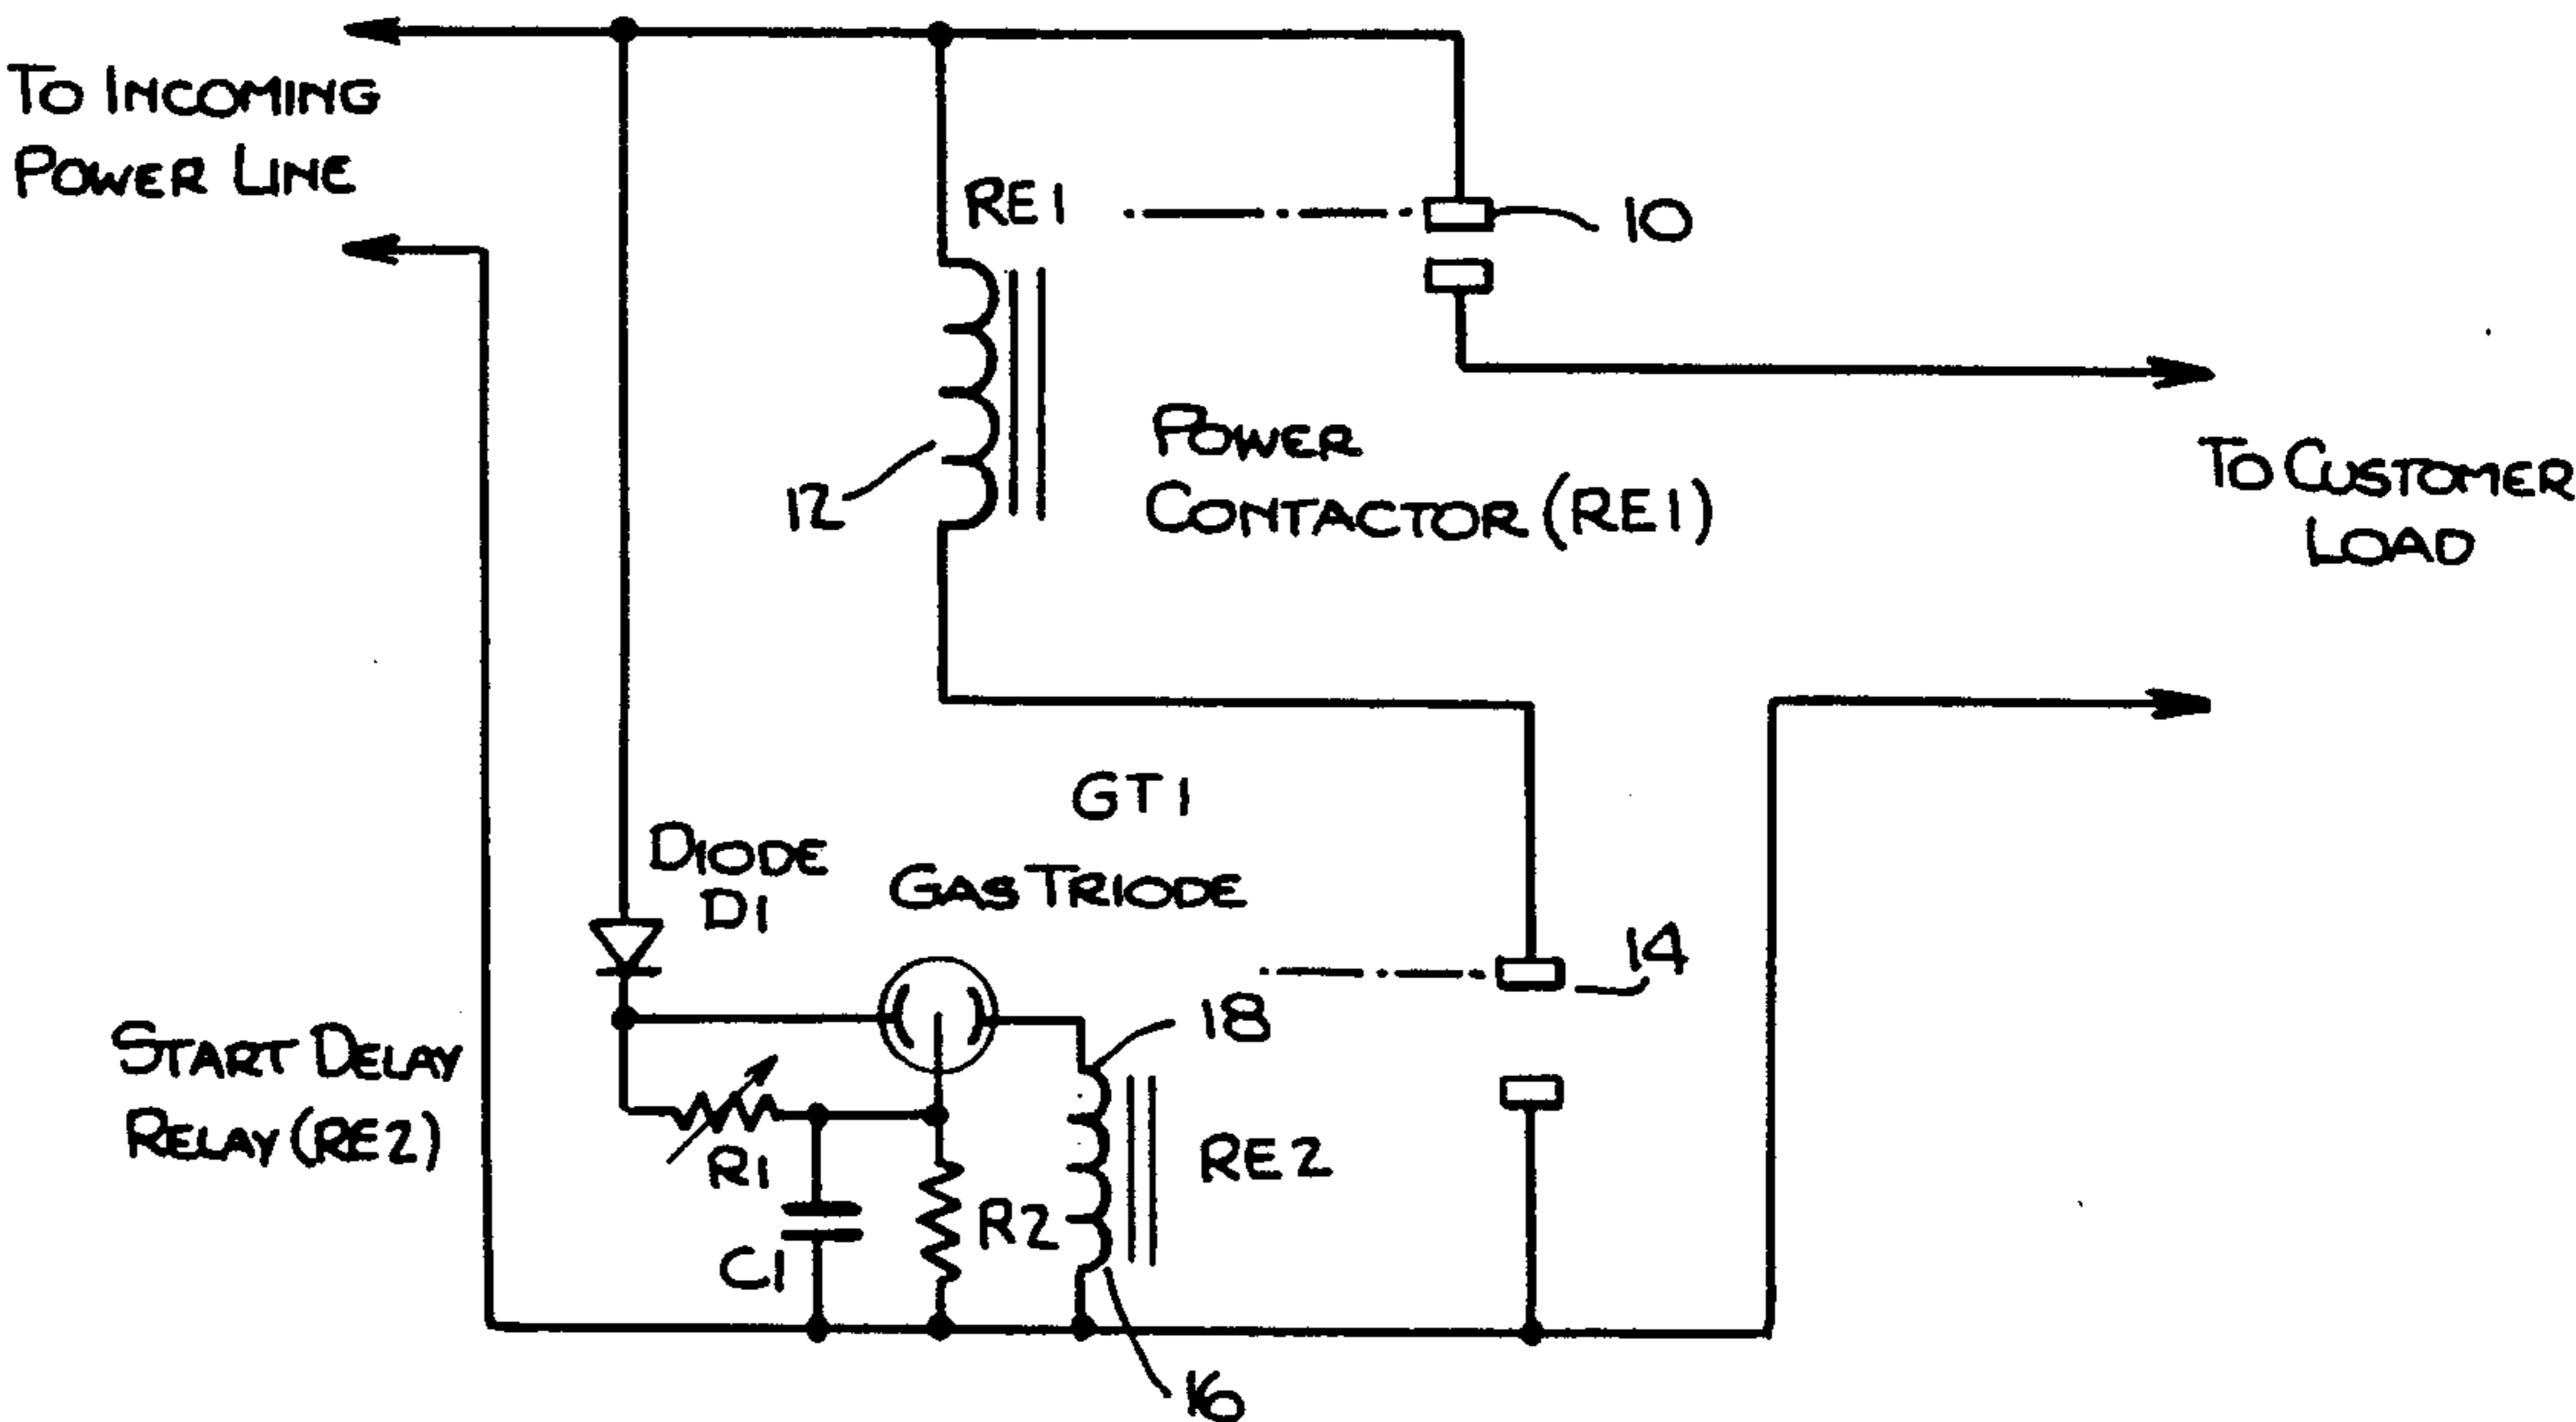 TO INCOMING
POWER LINE
RE1
10
12
POWER
CONTACTOR (RE1)
TO CUSTOMER
LOAD
GT1
DIODE
D1
GAS TRIODE
14
18
START DELAY
RELAY (RE2)
R1
RE2
R2
C1
16